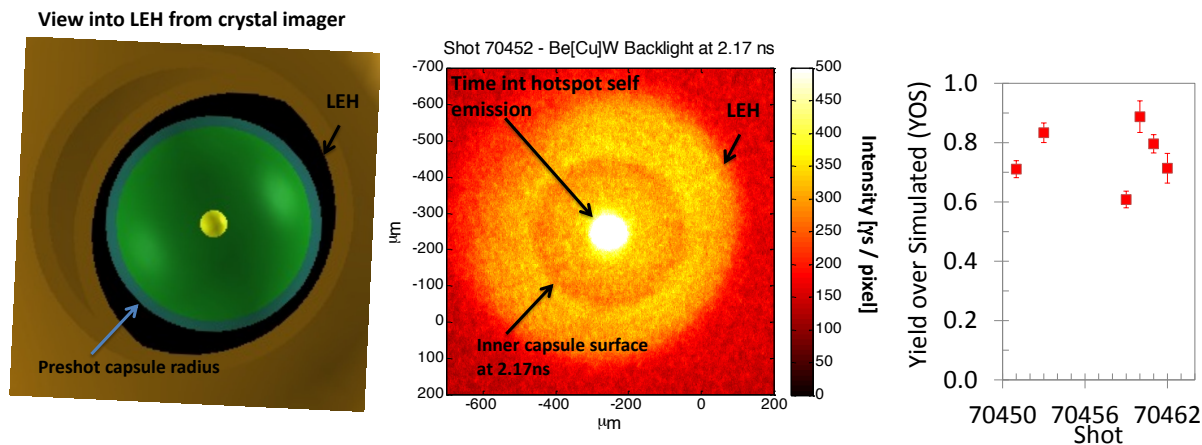 View into LEH from crystal imager
LEH
Preshot capsule radius
Shot 70452 - Be[Cu]W Backlight at 2.17 ns
-700
-600
-500
-400
-300
-200
-100
0
100
200
μm
-600
-400
-200
0
200
μm
Time int hotspot self
emission
LEH
Inner capsule surface
at 2.17ns
500
450
400
350
300
250
200
150
100
50
0
Intensity [γs / pixel]
Yield over Simulated (YOS)
1.0
0.8
0.6
0.4
0.2
0.0
70450
70456
70462
Shot